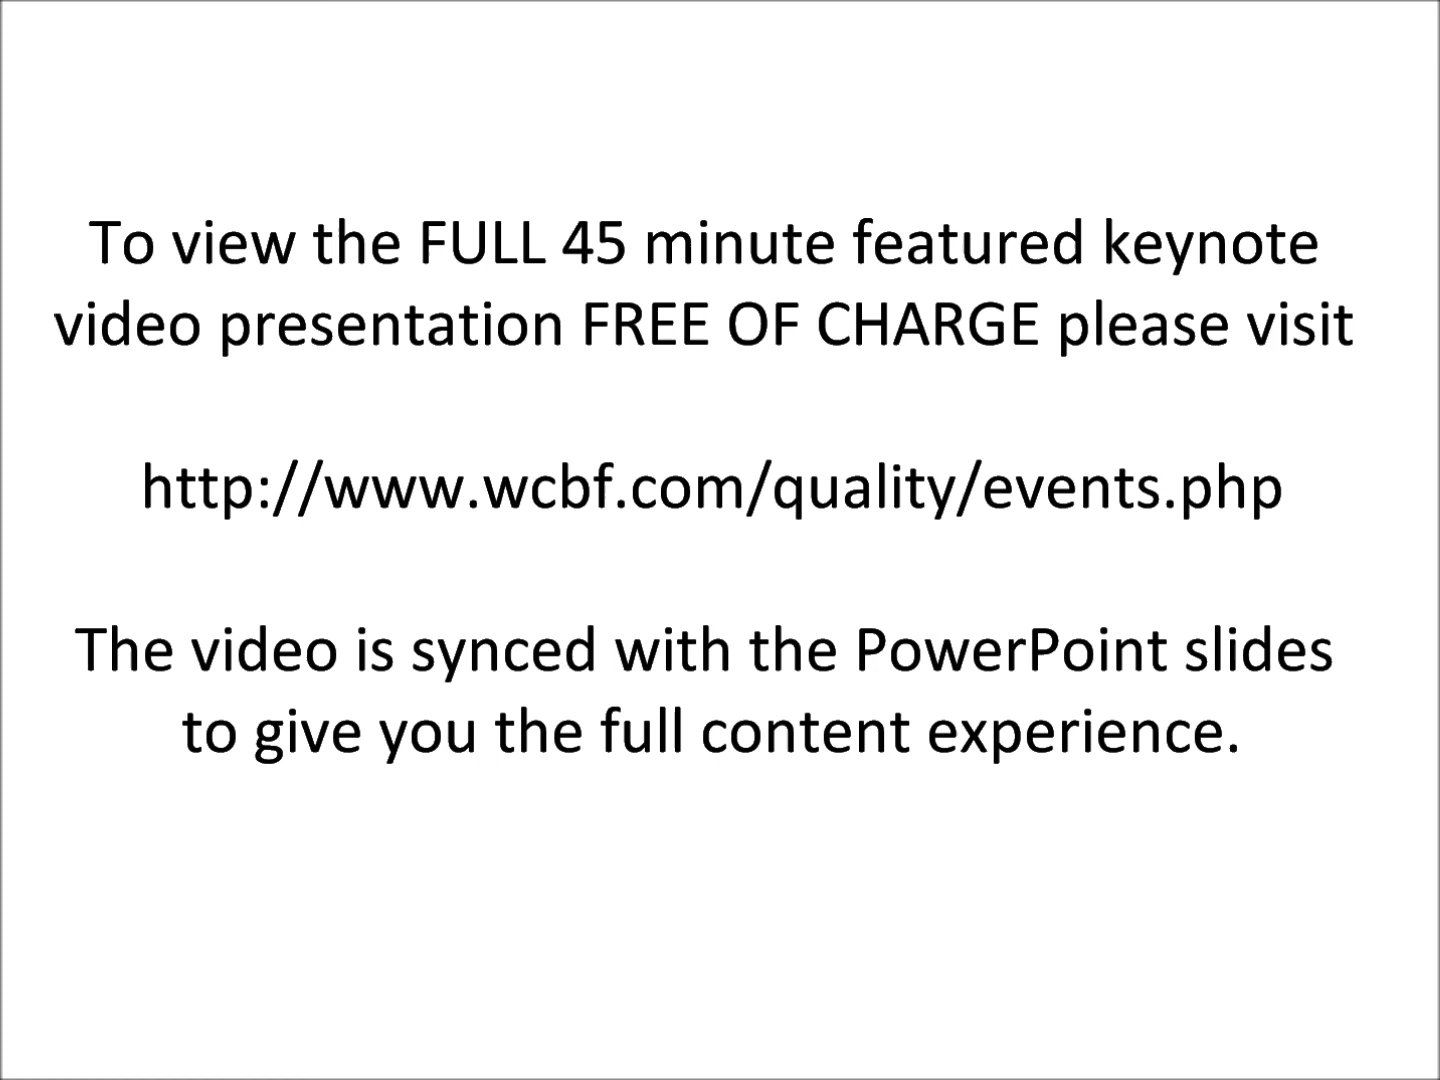 To view the FULL 45 minute featured keynote
video presentation FREE OF CHARGE please visit
http://www.wcbf.com/quality/events.php
The video is synced with the PowerPoint slides
to give you the full content experience.